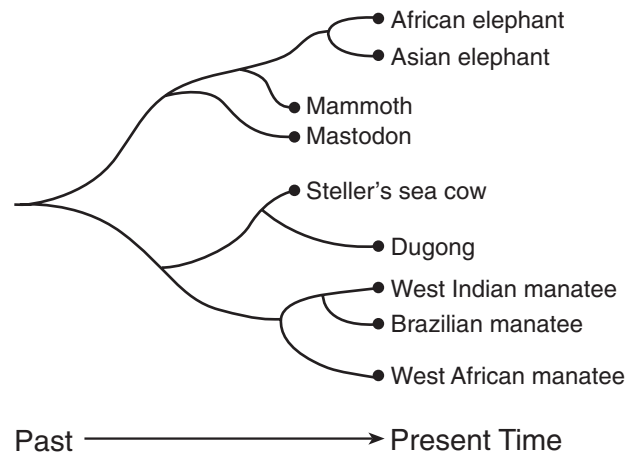 African elephant
Asian elephant
Mammoth
Mastodon
Steller's sea cow
Dugong
West Indian manatee
Brazilian manatee
West African manatee
Past
Present Time